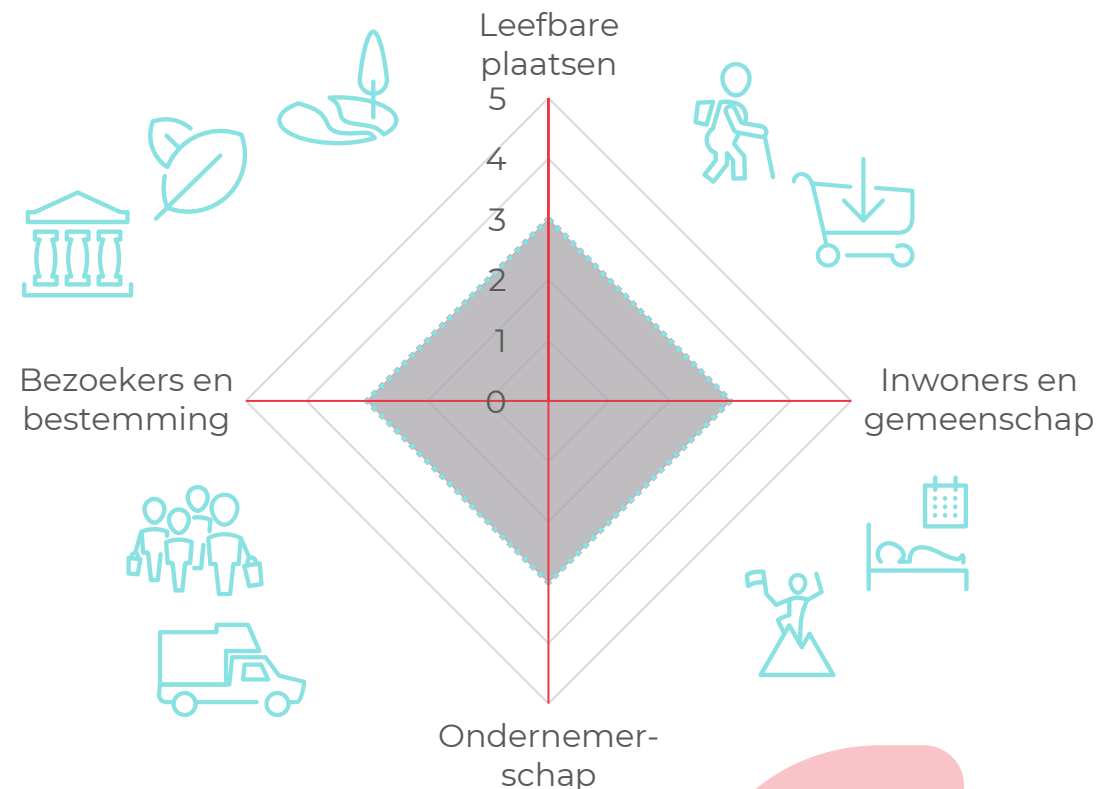 Leefbare
plaatsen
5
4
3
2
1
0
Bezoekers en
bestemming
Inwoners en
gemeenschap
Ondernemer-
schap